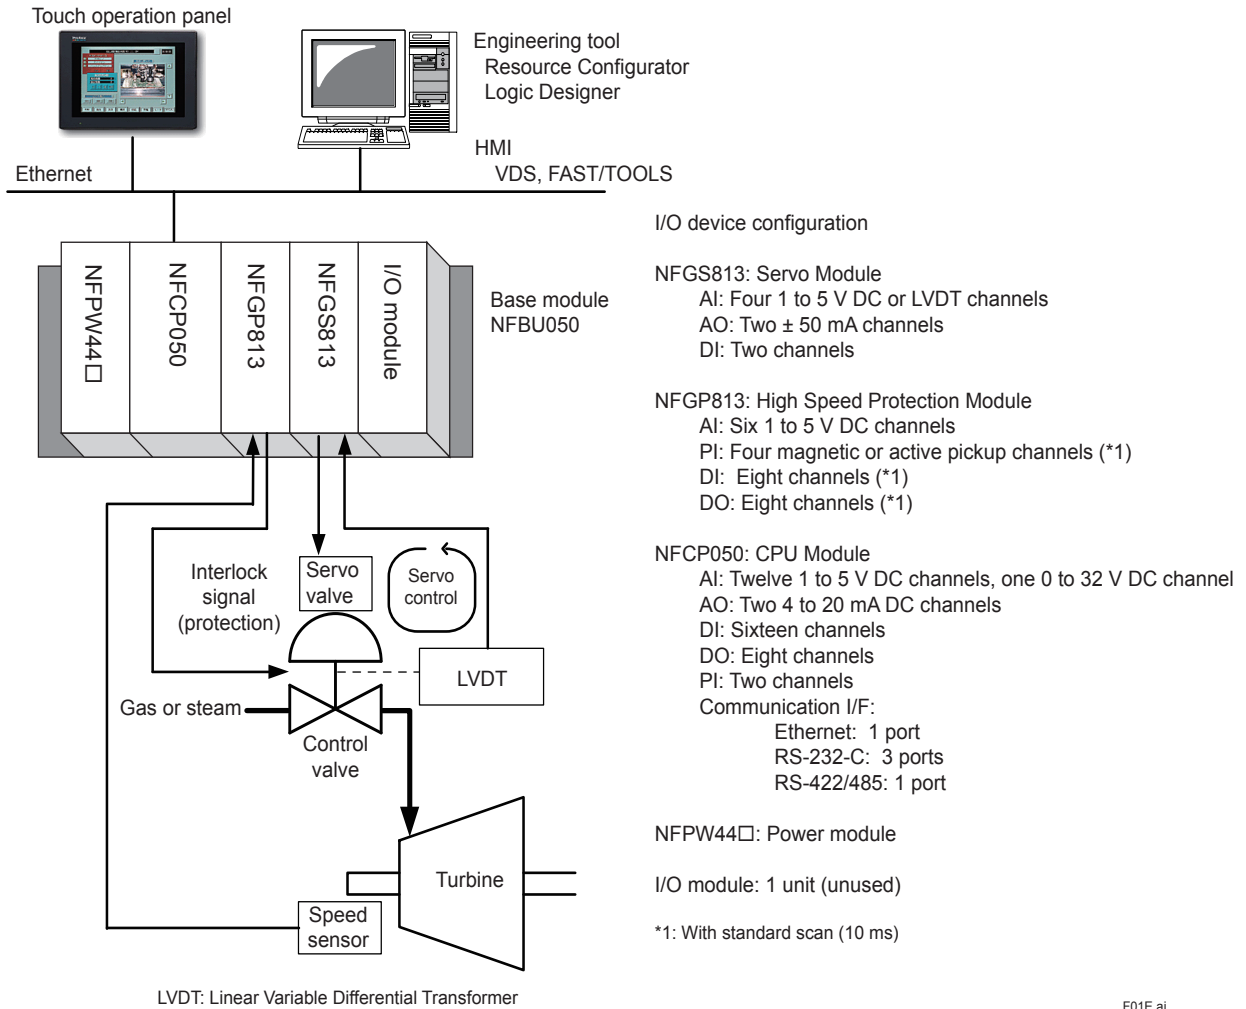 Touch operation panel
Engineering tool
Resource Configurator
Logic Designer
HMI
VDS, FAST/TOOLS
Ethernet
NFPW44□
NFCP050
NFGP813
NFGS813
I/O module
Base module
NFBU050
Interlock
signal
(protection)
Servo
valve
Servo
control
LVDT
Gas or steam
Control
valve
Turbine
Speed
sensor
LVDT: Linear Variable Differential Transformer
I/O device configuration
NFGS813: Servo Module
AI: Four 1 to 5 V DC or LVDT channels
AO: Two ± 50 mA channels
DI: Two channels
NFGP813: High Speed Protection Module
AI: Six 1 to 5 V DC channels
PI: Four magnetic or active pickup channels (*1)
DI: Eight channels (*1)
DO: Eight channels (*1)
NFCP050: CPU Module
AI: Twelve 1 to 5 V DC channels, one 0 to 32 V DC channel
AO: Two 4 to 20 mA DC channels
DI: Sixteen channels
DO: Eight channels
PI: Two channels
Communication I/F:
Ethernet: 1 port
RS-232-C: 3 ports
RS-422/485: 1 port
NFPW44□: Power module
I/O module: 1 unit (unused)
*1: With standard scan (10 ms)
F01E.ai